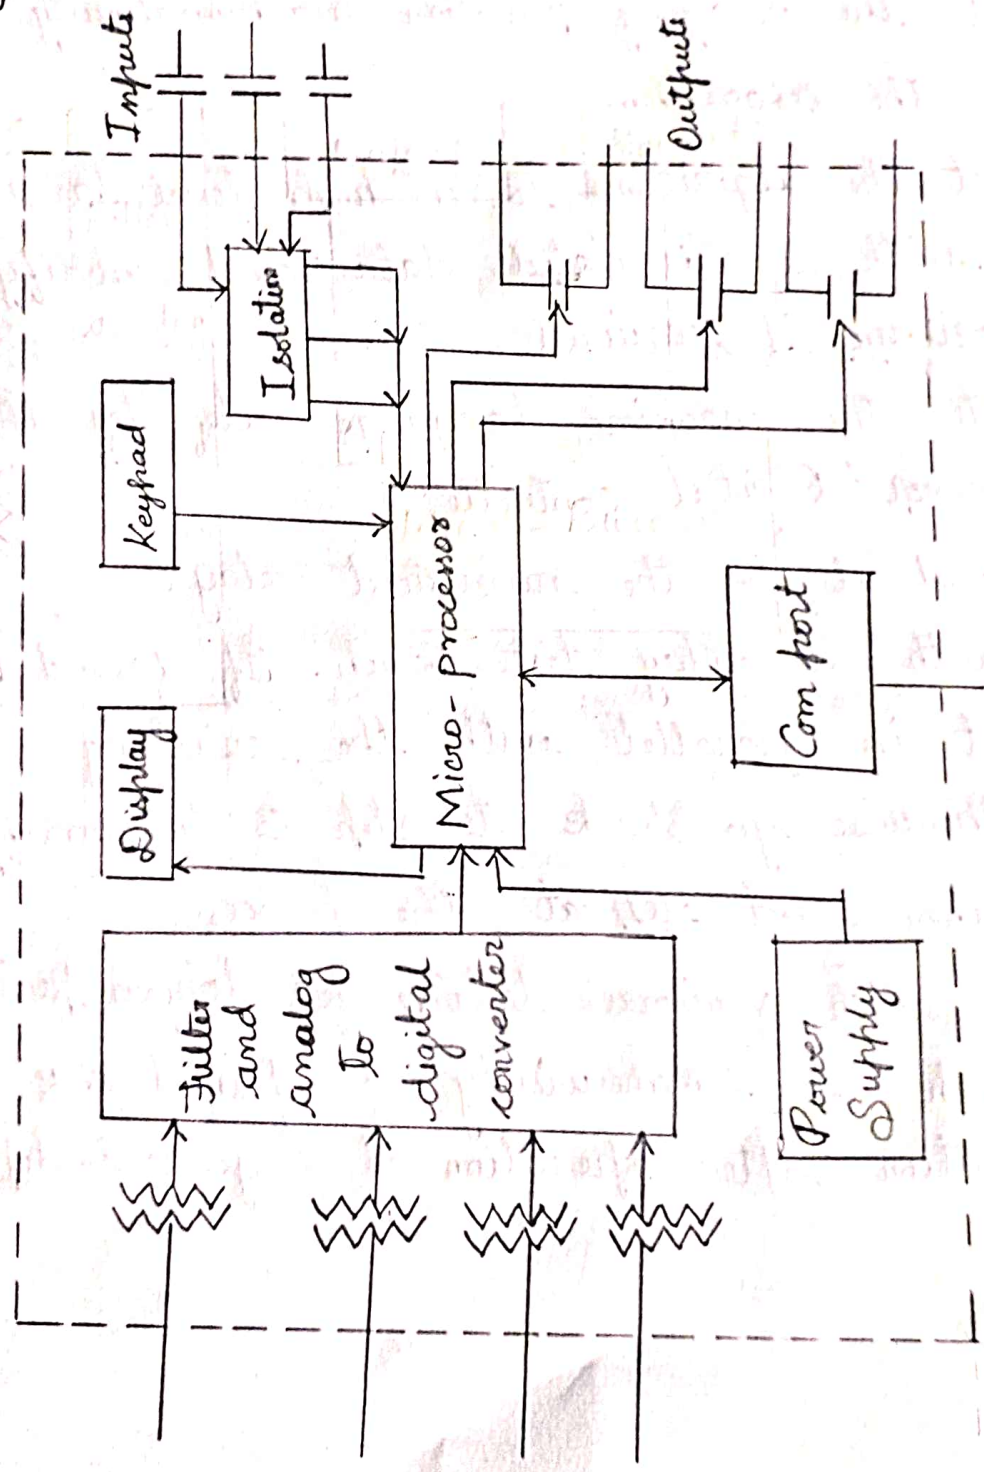 Inputs
Outputs
Isolation
Keypad
Display
Micro-processor
Com port
Filter
and
analog
to
digital
converter
Power
Supply